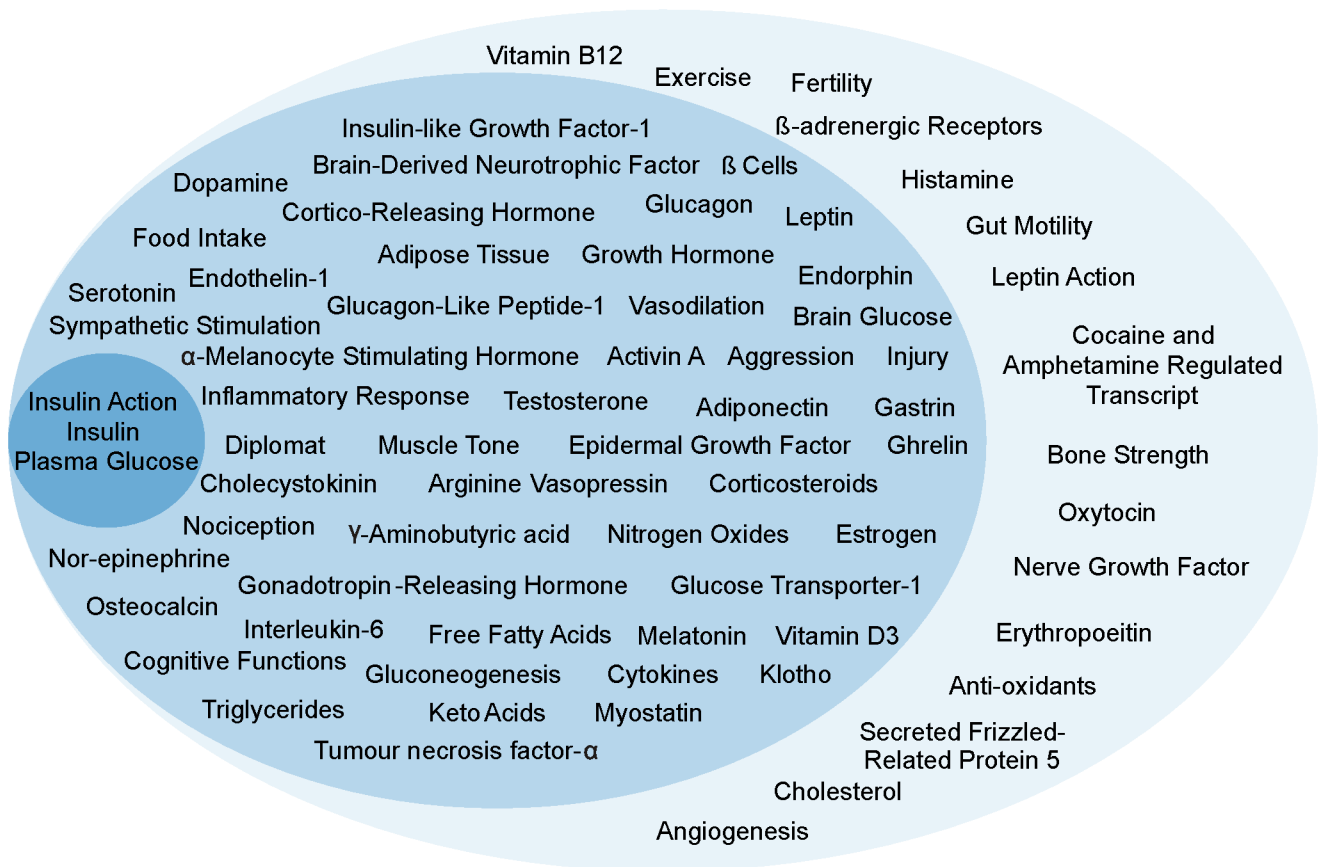 Vitamin B12
Exercise
Fertility
ß-adrenergic Receptors
Histamine
Gut Motility
Leptin Action
Cocaine and
Amphetamine Regulated
Transcript
Bone Strength
Oxytocin
Nerve Growth Factor
Erythropoeitin
Anti-oxidants
Secreted Frizzled-
Related Protein 5
Cholesterol
Angiogenesis
Insulin-like Growth Factor-1
Brain-Derived Neurotrophic Factor
ß Cells
Dopamine
Cortico-Releasing Hormone
Glucagon
Leptin
Food Intake
Adipose Tissue
Growth Hormone
Endorphin
Serotonin
Endothelin-1
Glucagon-Like Peptide-1
Vasodilation
Brain Glucose
Sympathetic Stimulation
α-Melanocyte Stimulating Hormone
Activin A
Aggression
Injury
Inflammatory Response
Testosterone
Adiponectin
Gastrin
Diplomat
Muscle Tone
Epidermal Growth Factor
Ghrelin
Cholecystokinin
Arginine Vasopressin
Corticosteroids
Nociception
γ-Aminobutyric acid
Nitrogen Oxides
Estrogen
Nor-epinephrine
Gonadotropin-Releasing Hormone
Glucose Transporter-1
Osteocalcin
Interleukin-6
Free Fatty Acids
Melatonin
Vitamin D3
Cognitive Functions
Gluconeogenesis
Cytokines
Klotho
Triglycerides
Keto Acids
Myostatin
Tumour necrosis factor-α
Insulin Action
Insulin
Plasma Glucose